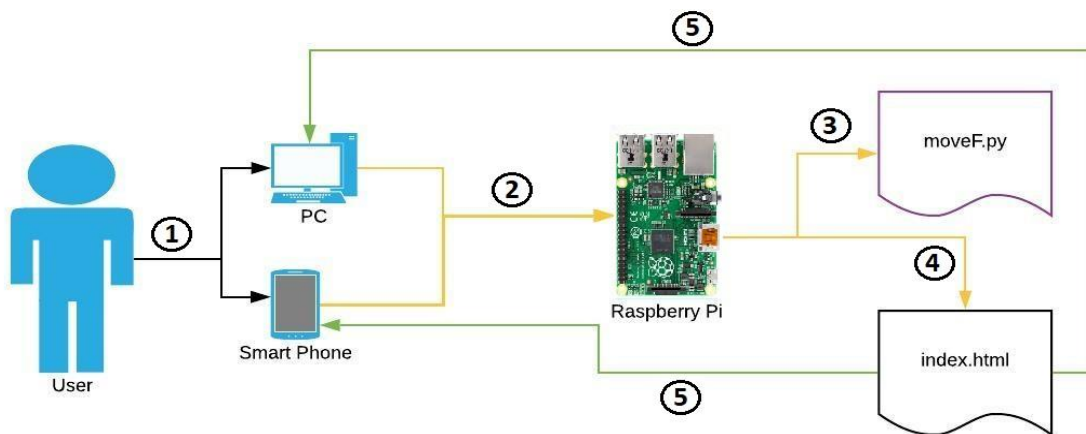 5
3
moveF.py
2
PC
1
4
Raspberry Pi
Smart Phone
index.html
User
5